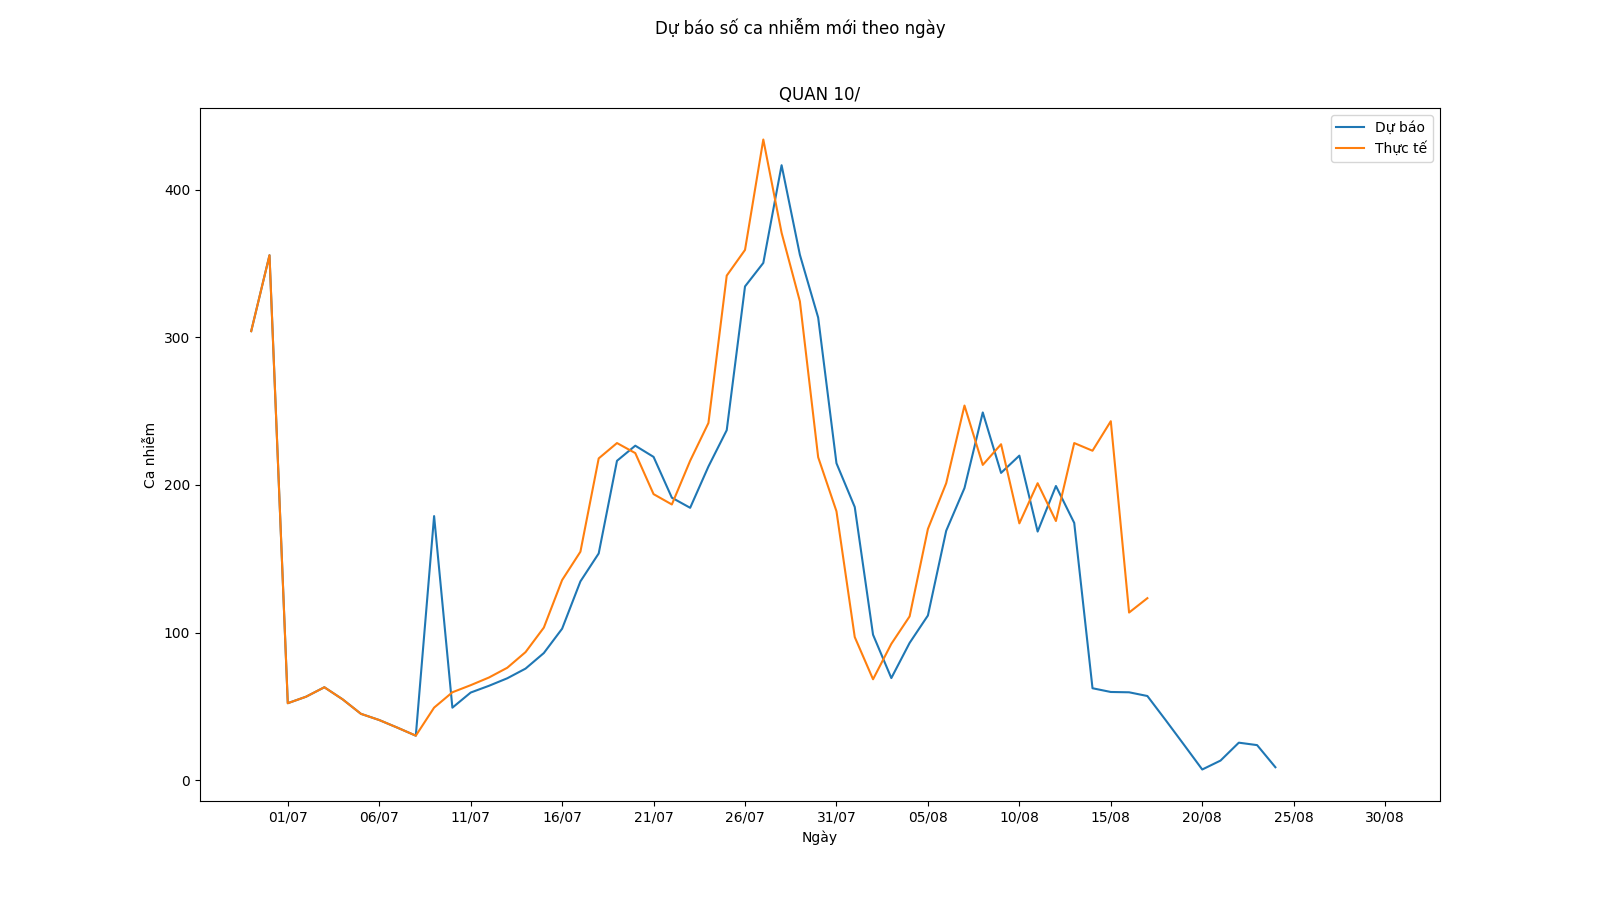 Dự báo số ca nhiễm mới theo ngày
QUAN 10/
Dự báo
Thực tế
400
300
200
100
0
Ca nhiễm
01/07 06/07 11/07 16/07 21/07 26/07 31/07 05/08 10/08 15/08 20/08 25/08 30/08
Ngày